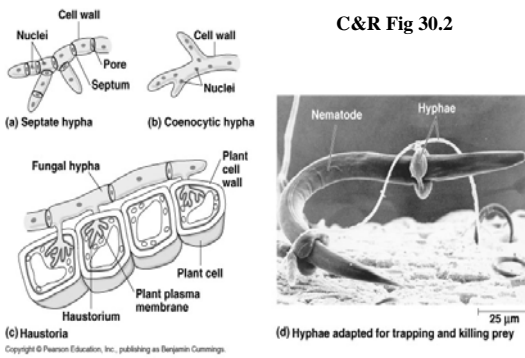 C&R Fig 30.2
Cell wall
Nuclei
Pore
Septum
(a) Septate hypha
Cell wall
Nuclei
(b) Coenocytic hypha
Fungal hypha
Plant
cell
wall
Plant cell
Plant plasma
membrane
Haustorium
(c) Haustoria
Nematode
Hyphae
25 µm
(d) Hyphae adapted for trapping and killing prey
Copyright © Pearson Education, Inc., publishing as Benjamin Cummings.